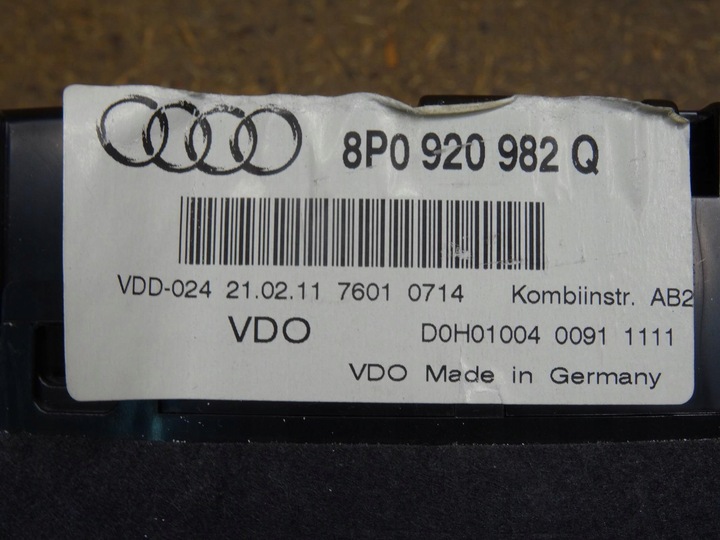 8P0 920 982 Q
VDD-024 21.02.11 7601 0714 Kombiinstr. AB2
VDO D0H01004 0091 1111
VDO Made in Germany